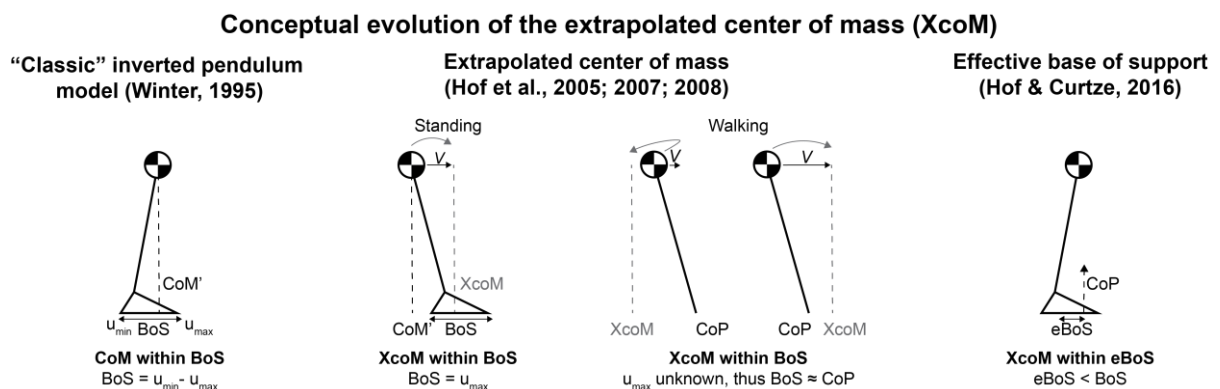 Conceptual evolution of the extrapolated center of mass (XcoM)
“Classic” inverted pendulum
model (Winter, 1995)
CoM’
u_min BoS u_max
CoM within BoS
BoS = u_min- u_max
Extrapolated center of mass
(Hof et al., 2005; 2007; 2008)
Standing
V
XcoM
CoM’ BoS
XcoM within BoS
BoS = u_max
Walking
V
V
XcoM CoP CoP XcoM
XcoM within BoS
u_max unknown, thus BoS ≈ CoP
Effective base of support
(Hof & Curtze, 2016)
CoP
eBoS
XcoM within eBoS
eBoS < BoS